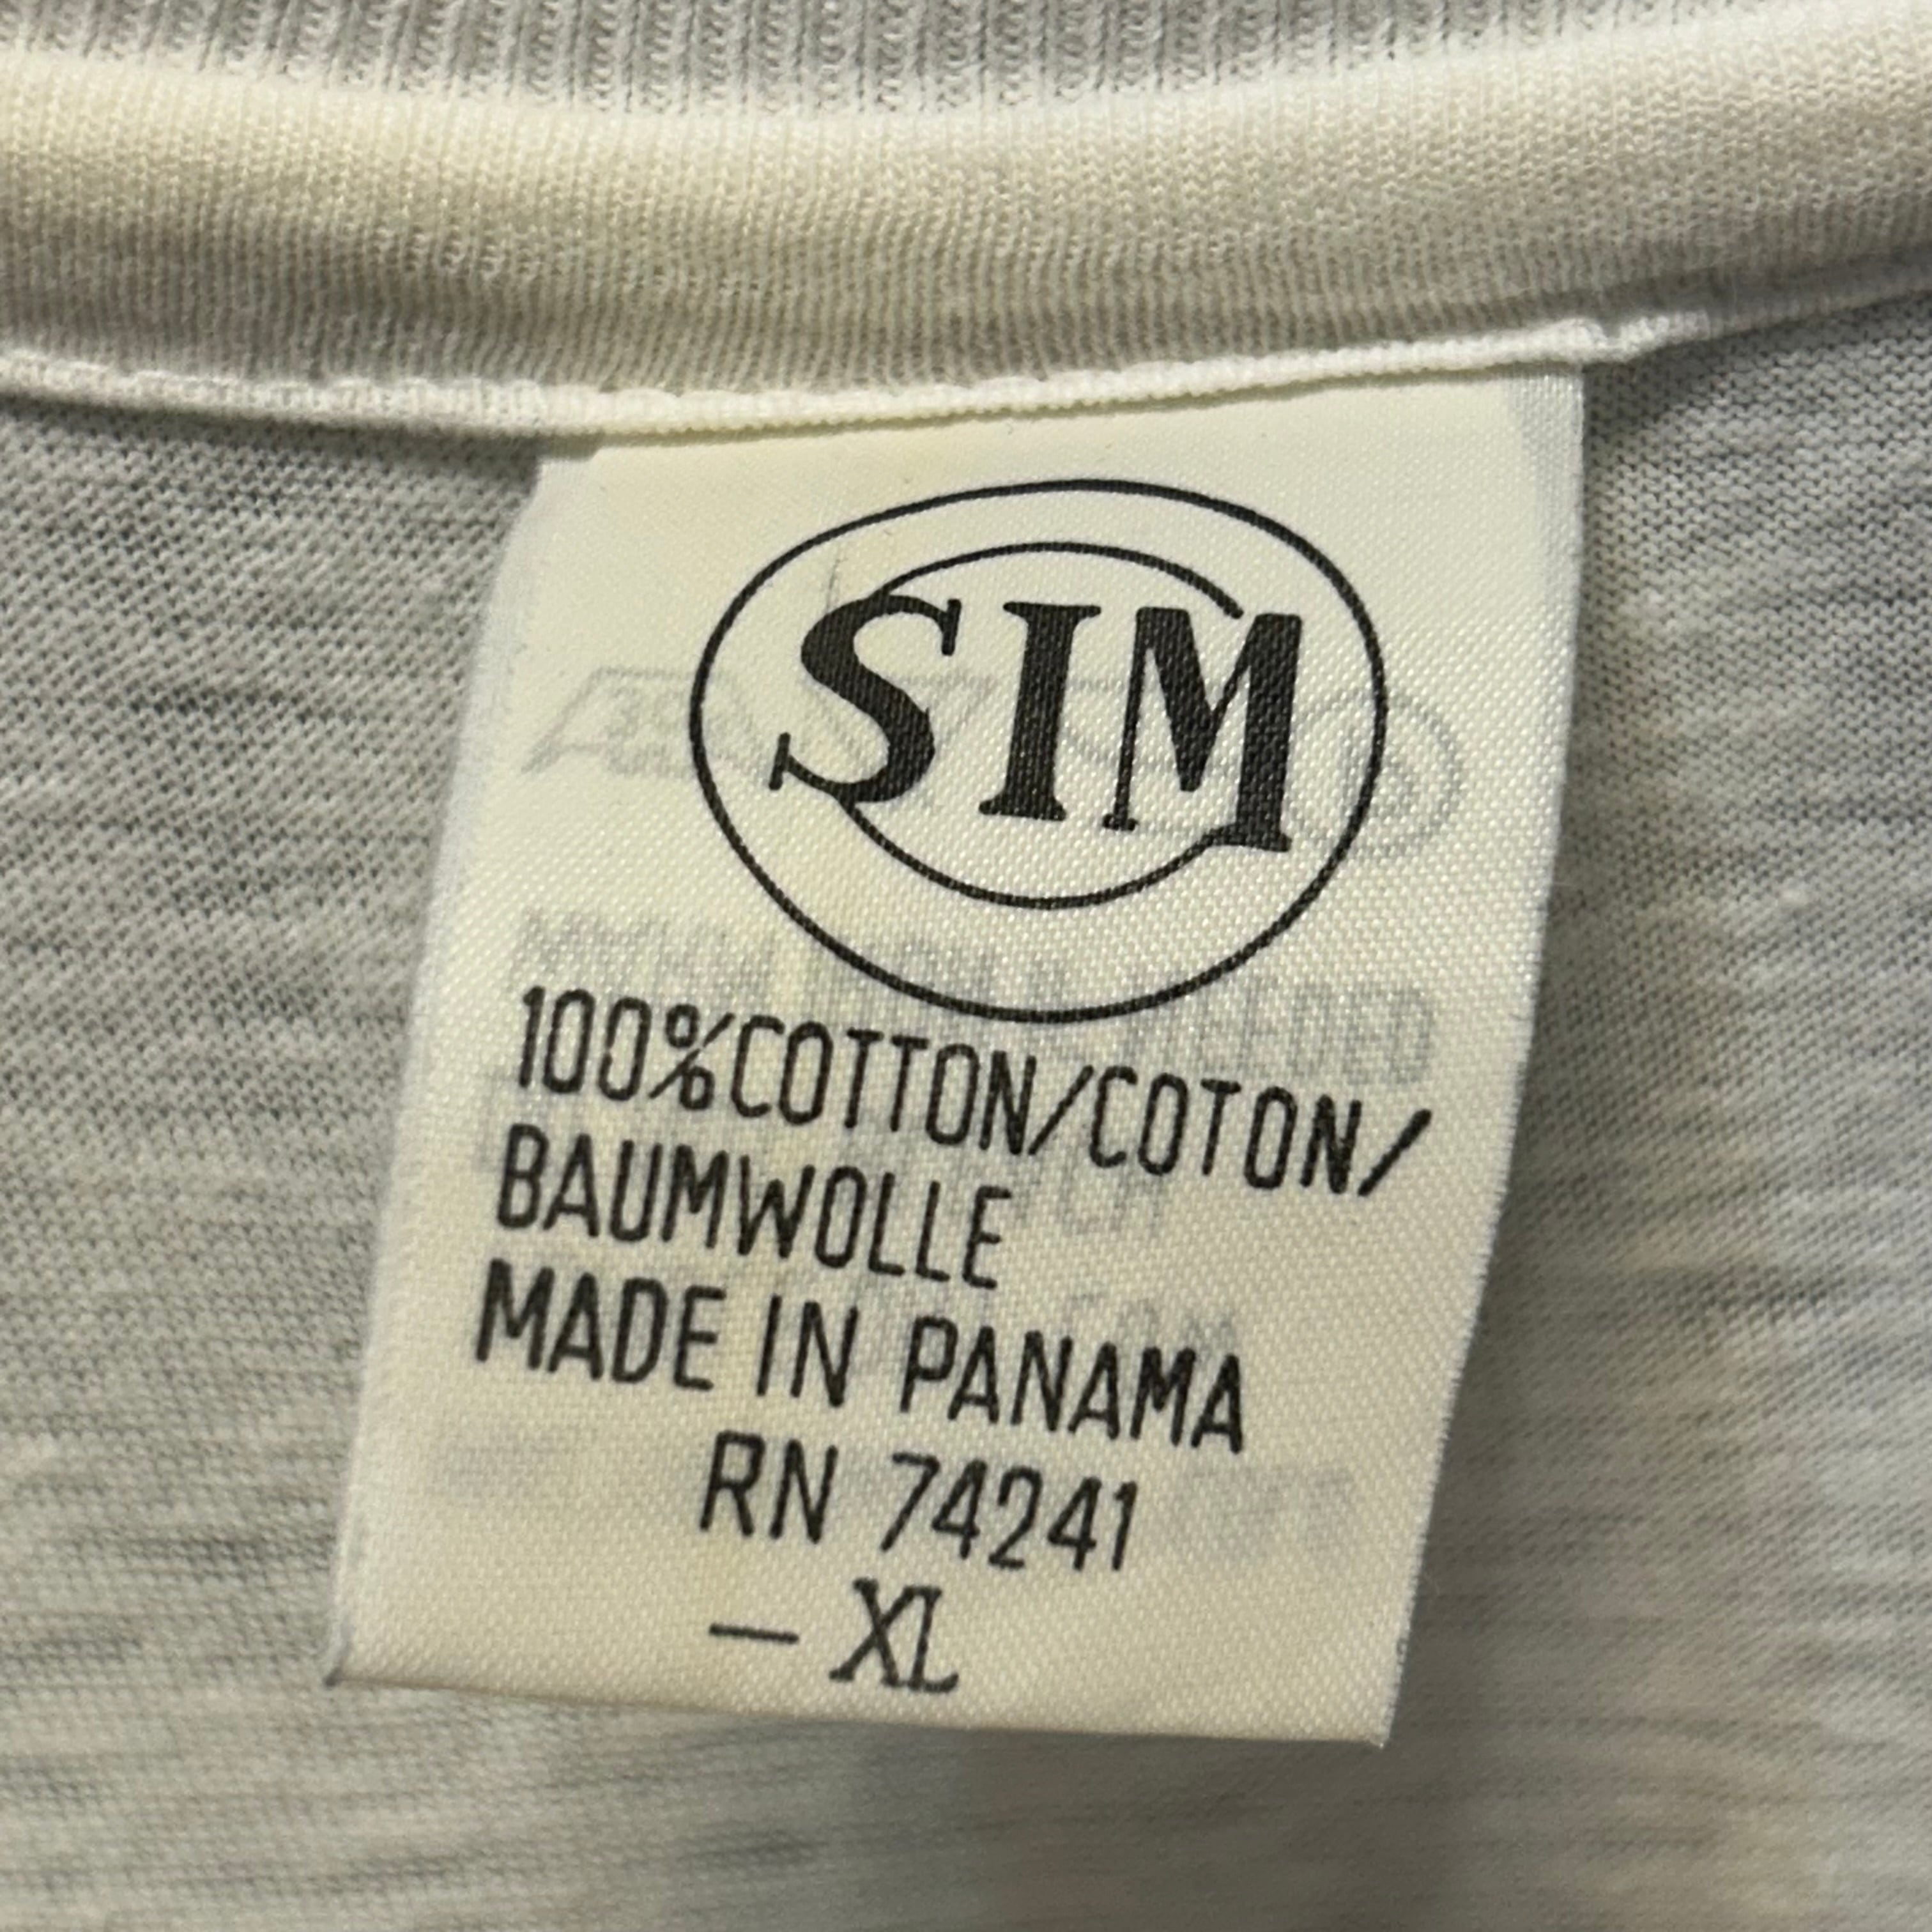 SIM
100%COTTON/COTON/
BAUMWOLLE
MADE IN PANAMA
RN 74241
— XL